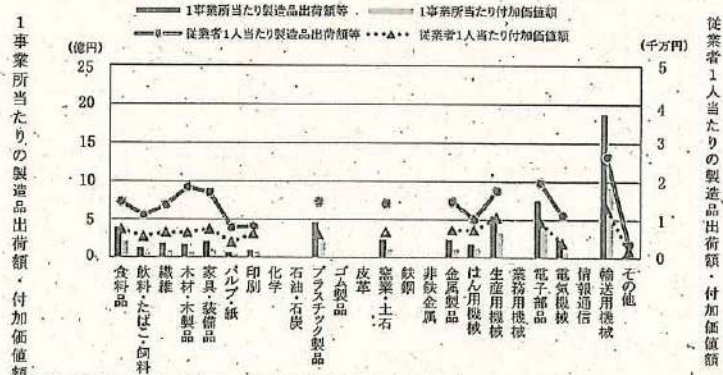 1事業所当たり製造品出荷額等
1事業所当たり付加価値額
従業者1人当たり製造品出荷額等
従業者1人当たり付加価値額
1事業所当たりの製造品出荷額・付加価値額
(億円)
25
20
15
10
5
0
(千万円)
5
4
3
2
1
0
従業者1人当たりの製造品出荷額・付加価値額
食料品
飲料・たばこ・飼料
繊維
木材・木製品
家具・装備品
パルプ・紙
印刷
化学
石油・石炭
プラスチック製品
ゴム製品
皮革
窯業・土石
鉄鋼
非鉄金属
金属製品
はん用機械
生産用機械
業務用機械
電子部品
電気機械
情報通信
輸送用機械
その他